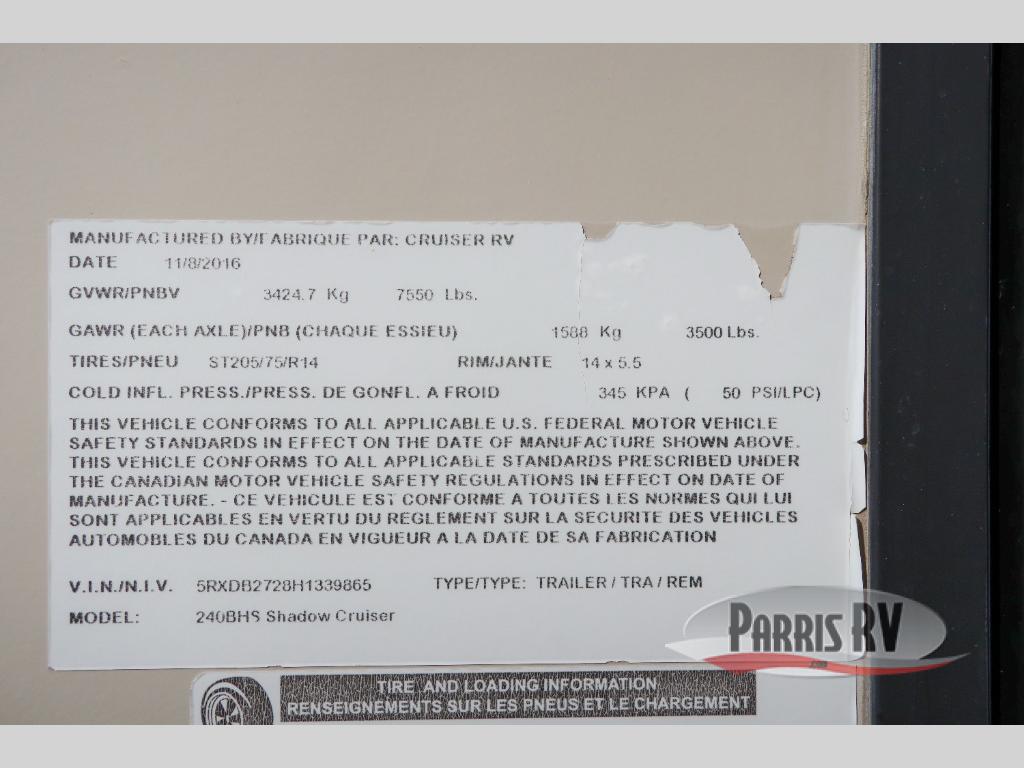 MANUFACTURED BY/FABRIQUE PAR: CRUISER RV
DATE 11/8/2016
GVWR/PNBV 3424.7 Kg 7550 Lbs.
GAWR (EACH AXLE)/PNB (CHAQUE ESSIEU) 1588 Kg 3500 Lbs.
TIRES/PNEU ST205/75/R14 RIM/JANTE 14 x 5.5
COLD INFL. PRESS./PRESS. DE GONFL. A FROID 345 KPA ( 50 PSI/LPC)
THIS VEHICLE CONFORMS TO ALL APPLICABLE U.S. FEDERAL MOTOR VEHICLE
SAFETY STANDARDS IN EFFECT ON THE DATE OF MANUFACTURE SHOWN ABOVE.
THIS VEHICLE CONFORMS TO ALL APPLICABLE STANDARDS PRESCRIBED UNDER
THE CANADIAN MOTOR VEHICLE SAFETY REGULATIONS IN EFFECT ON DATE OF
MANUFACTURE. - CE VEHICULE EST CONFORME A TOUTES LES NORMES QUI LUI
SONT APPLICABLES EN VERTU DU REGLEMENT SUR LA SECURITE DES VEHICLES
AUTOMOBLES DU CANADA EN VIGUEUR A LA DATE DE SA FABRICATION
V.I.N./N.I.V. 5RXDB2728H1339865 TYPE/TYPE: TRAILER / TRA / REM
MODEL: 240BHS Shadow Cruiser
PARRIS RV
.com
TIRE AND LOADING INFORMATION
RENSEIGNEMENTS SUR LES PNEUS ET LE CHARGEMENT